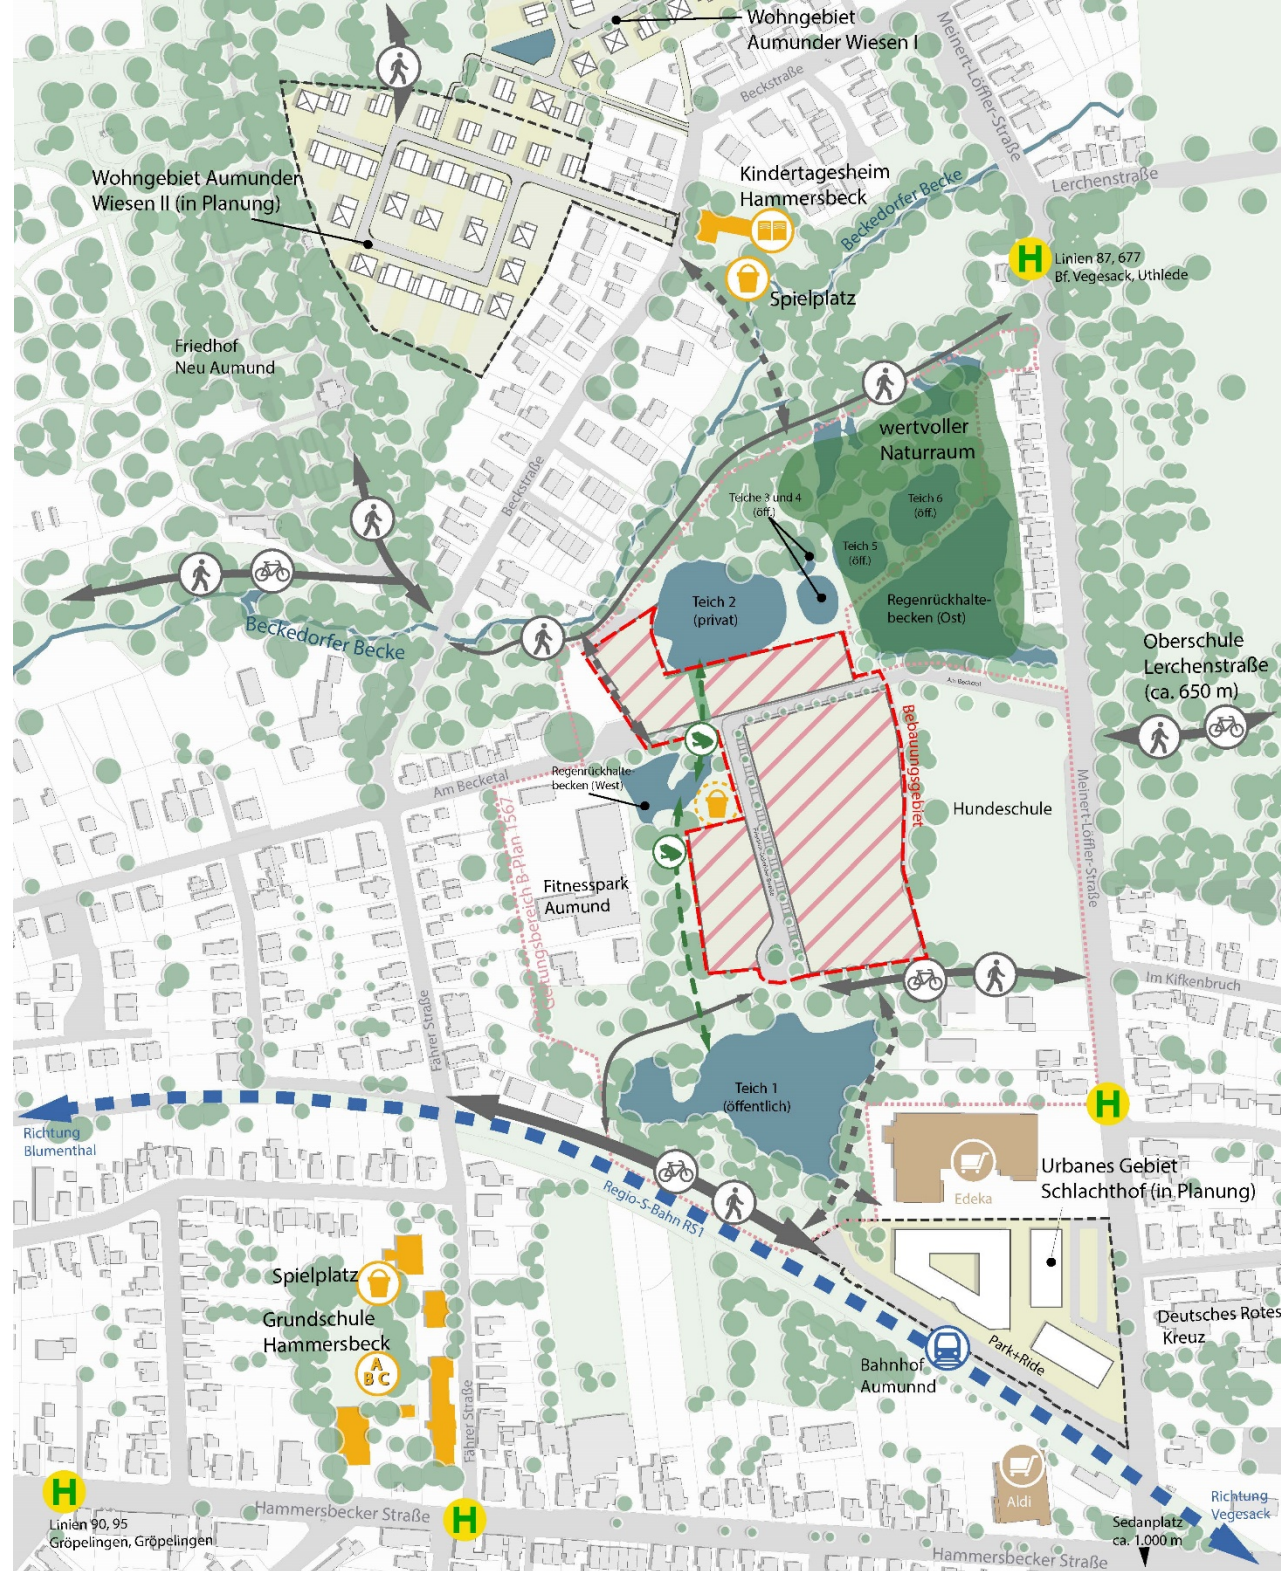 Wohngebiet
Aumunder Wiesen I
Meinert-Löffler-Straße
Beckstraße
Kindertagesheim
Hammersbeck
Lerchenstraße
Wohngebiet Aumunder
Wiesen II (in Planung)
Beckedorfer Becke
H
Linien 87, 677
Bf. Vegesack, Uthlede
Spielplatz
Friedhof
Neu Aumund
wertvoller
Naturraum
Beckstraße
Teiche 3 und 4
(öff.)
Teich 6
(öff.)
Teich 5
(öff.)
Teich 2
(privat)
Regenrückhalte-
becken (Ost)
Beckedorfer Becke
Oberschule
Lerchenstraße
(ca. 650 m)
Am Becketal
Bebauungsgebiet
Regenrückhalte-
becken (West)
Am Becketal
Meinert-Löffler-Straße
Hundeschule
Geltungsbereich B-Plan 1567
Fitnesspark
Aumund
Im Kifkenbruch
Fährer Straße
Teich 1
(öffentlich)
H
Richtung
Blumenthal
Regio-S-Bahn RS1
Edeka
Urbanes Gebiet
Schlachthof (in Planung)
Spielplatz
Grundschule
Hammersbeck
A
B C
Deutsches Rotes
Kreuz
Park+Ride
Bahnhof
Aumunnd
Fährer Straße
Aldi
H
Linien 90, 95
Gröpelingen, Gröpelingen
Hammersbecker Straße
H
Richtung
Vegesack
Sedanplatz
ca. 1.000 m
Hammersbecker Straße